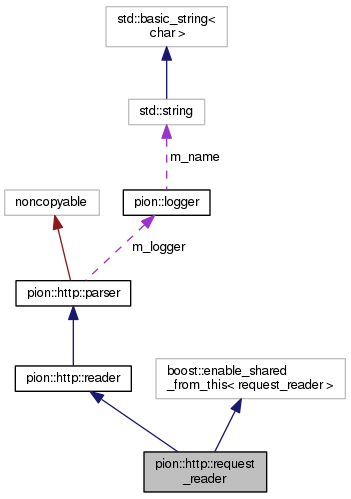 std::basic_string<
char >
std::string
m_name
noncopyable
pion::logger
m_logger
pion::http::parser
pion::http::reader
boost::enable_shared
_from_this< request_reader >
pion::http::request
_reader